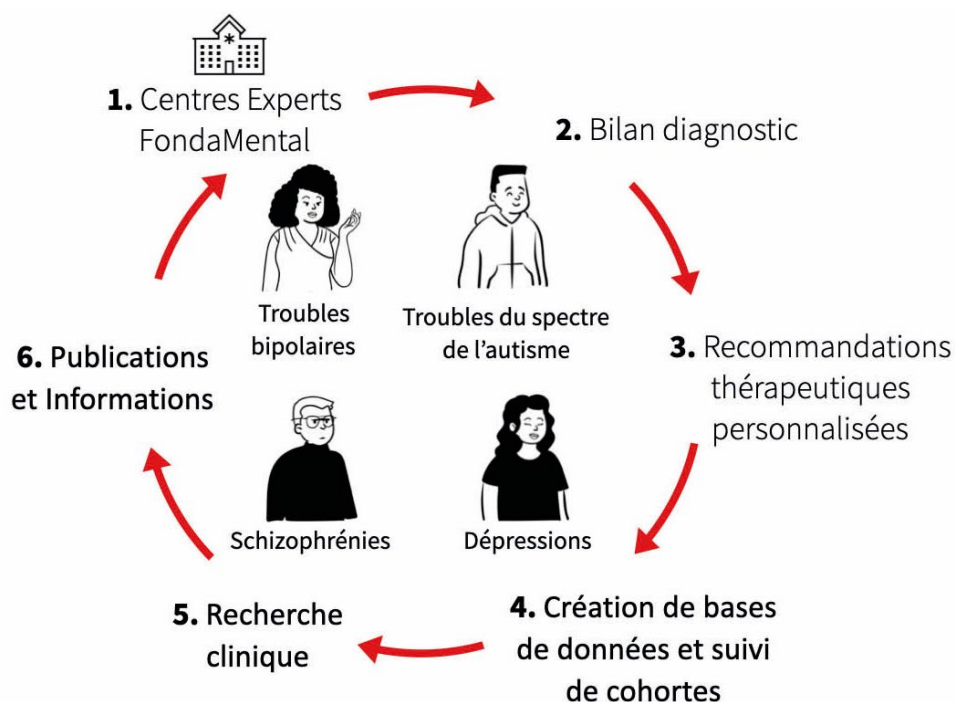 1. Centres Experts
FondaMental
2. Bilan diagnostic
3. Recommandations
thérapeutiques
personnalisées
4. Création de bases
de données et suivi
de cohortes
5. Recherche
clinique
6. Publications
et Informations
Troubles
bipolaires
Troubles du spectre
de l'autisme
Schizophrénies
Dépressions